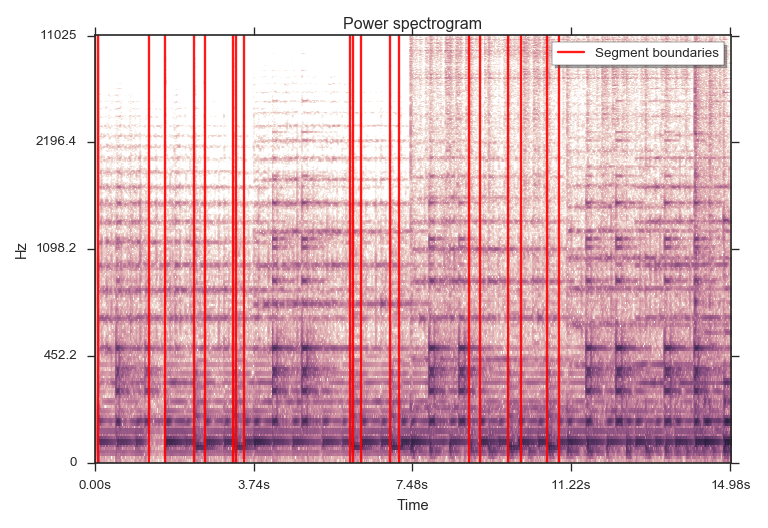 Power spectrogram
Segment boundaries
11025
2196.4
1098.2
452.2
0
Hz
0.00s
3.74s
7.48s
11.22s
14.98s
Time